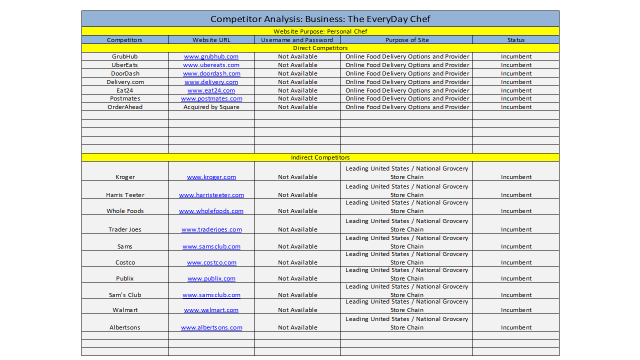 Competitor Analysis: Business: The EveryDay Chef
Website Purpose: Personal Chef
Competitors Website URL Username and Password Purpose of Site Status
Direct Competitors
GrubHub www.grubhub.com Not Available Online Food Delivery Options and Provider Incumbent
UberEats www.ubereats.com Not Available Online Food Delivery Options and Provider Incumbent
DoorDash www.doordash.com Not Available Online Food Delivery Options and Provider Incumbent
Delivery.com www.delivery.com Not Available Online Food Delivery Options and Provider Incumbent
Eat24 www.eat24.com Not Available Online Food Delivery Options and Provider Incumbent
Postmates www.postmates.com Not Available Online Food Delivery Options and Provider Incumbent
OrderAhead Acquired by Square Not Available Online Food Delivery Options and Provider Incumbent
Indirect Competitors
Leading United States / National Grovcery
Kroger www.kroger.com Not Available Store Chain Incumbent
Leading United States / National Grovcery
Harris Teeter www.harristeeter.com Not Available Store Chain Incumbent
Leading United States / National Grovcery
Whole Foods www.wholefoods.com Not Available Store Chain Incumbent
Leading United States / National Grovcery
Trader Joes www.traderjoes.com Not Available Store Chain Incumbent
Leading United States / National Grovcery
Sams www.samsclub.com Not Available Store Chain Incumbent
Leading United States / National Grovcery
Costco www.costco.com Not Available Store Chain Incumbent
Leading United States / National Grovcery
Publix www.publix.com Not Available Store Chain Incumbent
Leading United States / National Grovcery
Sam's Club www.samsclub.com Not Available Store Chain Incumbent
Leading United States / National Grovcery
Walmart www.walmart.com Not Available Store Chain Incumbent
Leading United States / National Grovcery
Albertsons www.albertsons.com Not Available Store Chain Incumbent